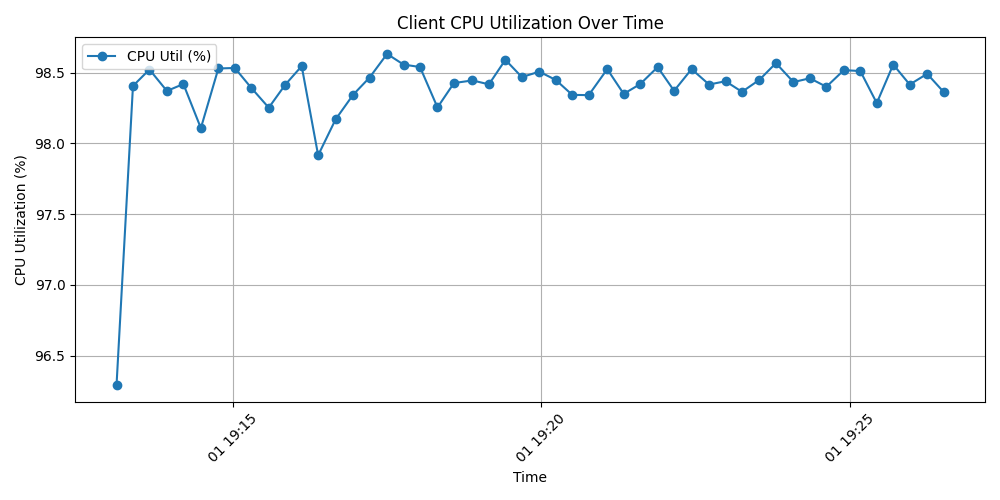 Client CPU Utilization Over Time
CPU Util (%)
CPU Utilization (%)
98.5
98.0
97.5
97.0
96.5
01 19:15
01 19:20
01 19:25
Time